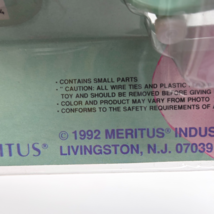 • CONTAINS SMALL PARTS
• * CAUTION: ALL WIRE TIES AND PLASTIC
TOY AND SHOULD BE REMOVED BEFORE GIVING
• COLOR AND PRODUCT MAY VARY FROM PHOTO
• CONFORMS TO THE SAFETY REQUIREMENTS OF
© 1992 MERITUS® INDUS
RITUS® LIVINGSTON, N.J. 07039